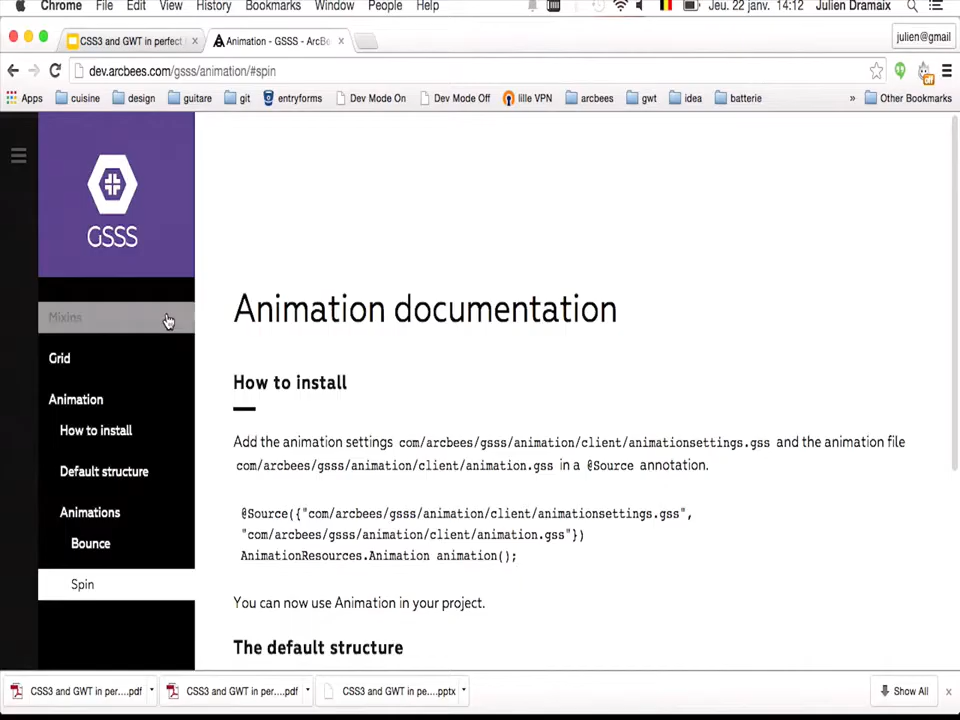 Chrome File Edit View History Bookmarks Window People Help Jeu. 22 janv. 14:12 Julien Dramaix
CSS3 and GWT in perfect × Animation - GSSS - ArcBe × julien@gmail
dev.arcbees.com/gsss/animation/#spin
Apps cuisine design guitare git entryforms Dev Mode On Dev Mode Off lille VPN arcbees gwt idea batterie » Other Bookmarks
GSSS
Mixins
Grid
Animation
How to install
Default structure
Animations
Bounce
Spin
Animation documentation
How to install
Add the animation settings com/arcbees/gsss/animation/client/animationsettings.gss and the animation file
com/arcbees/gsss/animation/client/animation.gss in a @Source annotation.
@Source({"com/arcbees/gsss/animation/client/animationsettings.gss",
"com/arcbees/gsss/animation/client/animation.gss"})
AnimationResources.Animation animation();
You can now use Animation in your project.
The default structure
CSS3 and GWT in per....pdf CSS3 and GWT in per....pdf CSS3 and GWT in pe....pptx Show All ×